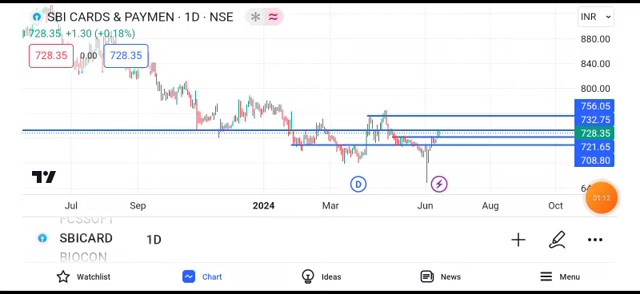 SBI CARDS & PAYMEN · 1D · NSE
INR
728.35 +1.30 (+0.18%)
728.35 0.00 728.35
880.00
840.00
800.00
756.05
732.75
728.35
721.65
708.80
D
Jul Sep 2024 Mar Jun Aug Oct
01:12
SBICARD 1D
BIOCON
Watchlist Chart Ideas News Menu